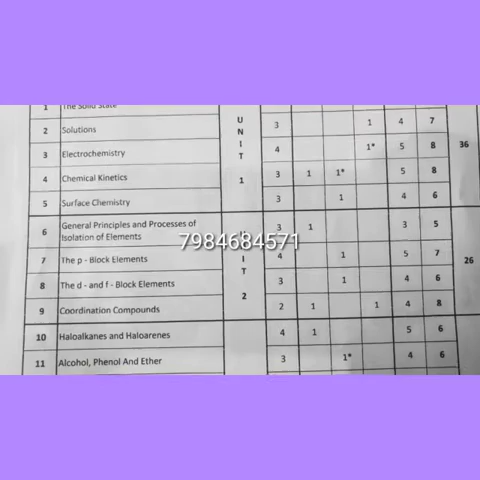 1 The Solid State
2 Solutions 3 1 4 7
3 Electrochemistry 4 1* 5 8
4 Chemical Kinetics 3 1 1* 5 8
5 Surface Chemistry 3 1 4 6
UNIT 1
36
6 General Principles and Processes of
Isolation of Elements 3 1 3 5
7984684571
7 The p - Block Elements 4 1 5 7
8 The d - and f - Block Elements 3 1 4 6
9 Coordination Compounds 2 1 1 4 8
UNIT 2
26
10 Haloalkanes and Haloarenes 4 1 5 6
11 Alcohol, Phenol And Ether 3 1* 4 6